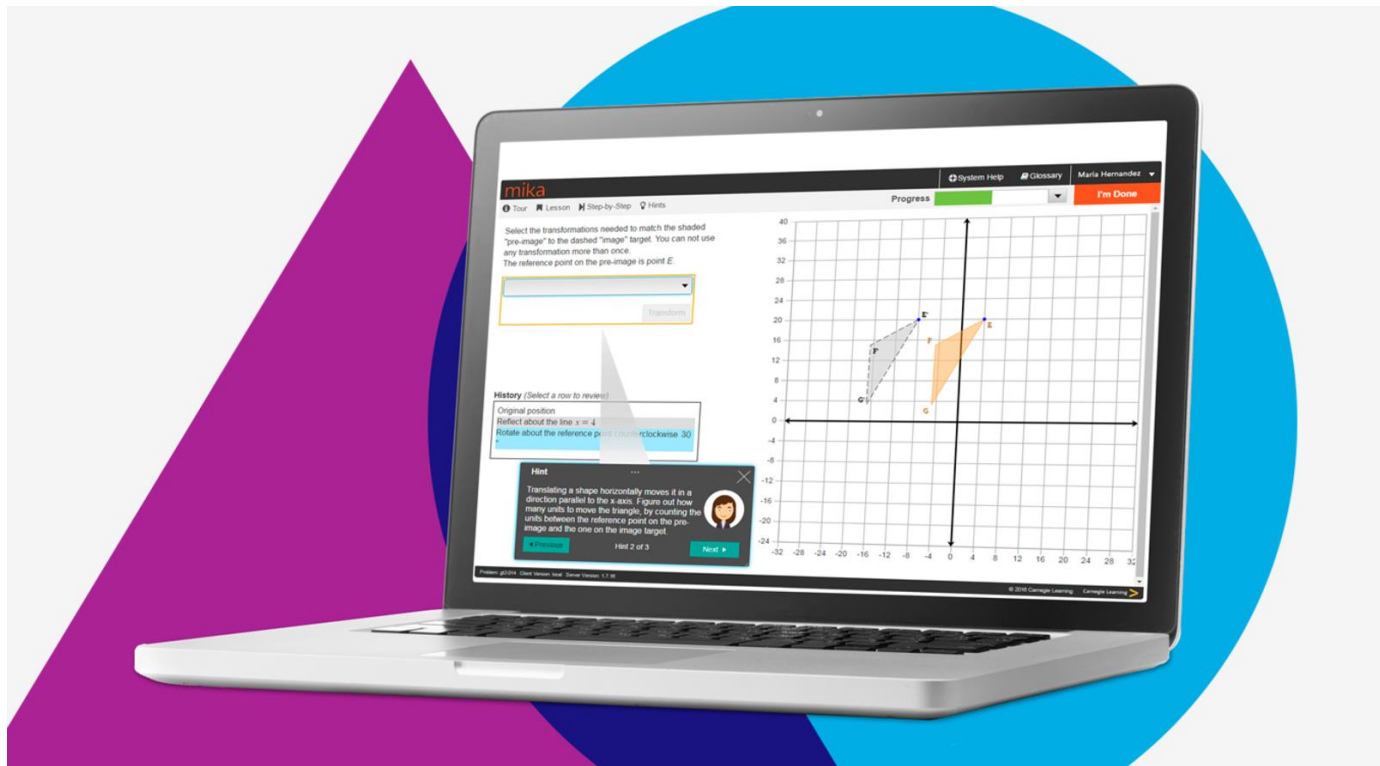 mika
System Help Glossary Maria Hernandez
Tour Lesson Step-by-Step Hints
Progress
I'm Done
Select the transformations needed to match the shaded
"pre-image" to the dashed "image" target. You can not use
any transformation more than once.
The reference point on the pre-image is point E.
Transform
History (Select a row to review)
Original position
Reflect about the line x = 4
Rotate about the reference point counterclockwise 30
°
Hint
Translating a shape horizontally moves it in a
direction parallel to the x-axis. Figure out how
many units to move the triangle, by counting the
units between the reference point on the pre-
image and the one on the image target.
Previous Hint 2 of 3 Next
40
36
32
28
24
20
16
12
8
4
0
-4
-8
-12
-16
-20
-24
-32 -28 -24 -20 -16 -12 -8 -4 0 4 8 12 16 20 24 28 32
E' E
F' F
G' G
© 2016 Carnegie Learning Carnegie Learning